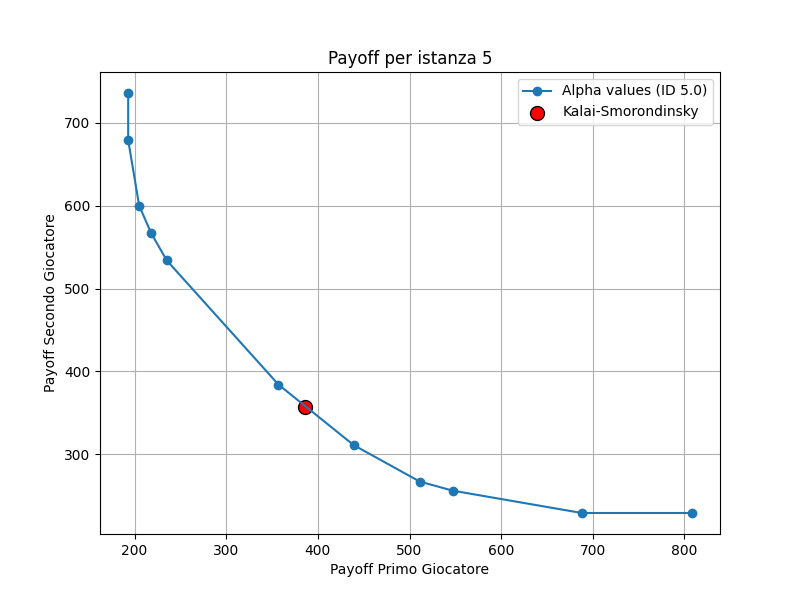 Payoff per istanza 5
Alpha values (ID 5.0)
Kalai-Smorondinsky
Payoff Secondo Giocatore
700
600
500
400
300
200 300 400 500 600 700 800
Payoff Primo Giocatore